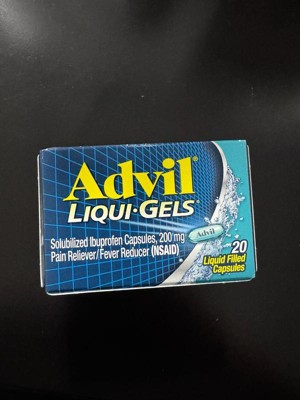 Advil®
LIQUI·GELS®
Solubilized Ibuprofen Capsules, 200 mg
Pain Reliever/Fever Reducer (NSAID)
Advil
20
Liquid Filled
Capsules